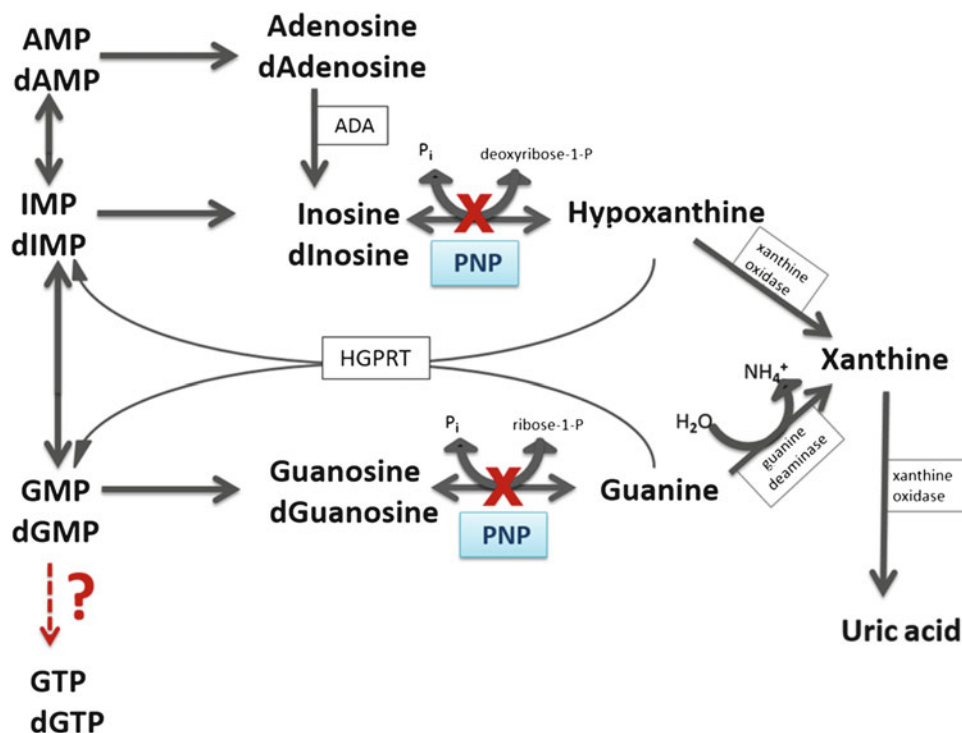 AMP
dAMP
Adenosine
dAdenosine
ADA
IMP
dIMP
Inosine
dInosine
Pi
deoxyribose-1-P
PNP
Hypoxanthine
xanthine
oxidase
HGPRT
Xanthine
NH4+
H2O
guanine
deaminase
GMP
dGMP
Guanosine
dGuanosine
Pi
ribose-1-P
PNP
Guanine
xanthine
oxidase
?
Uric acid
GTP
dGTP